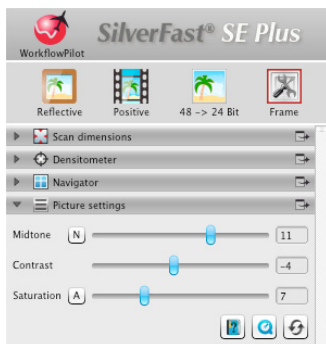 SilverFast® SE Plus
WorkflowPilot
Reflective Positive 48 -> 24 Bit Frame
Scan dimensions
Densitometer
Navigator
Picture settings
Midtone N 11
Contrast -4
Saturation A 7
?